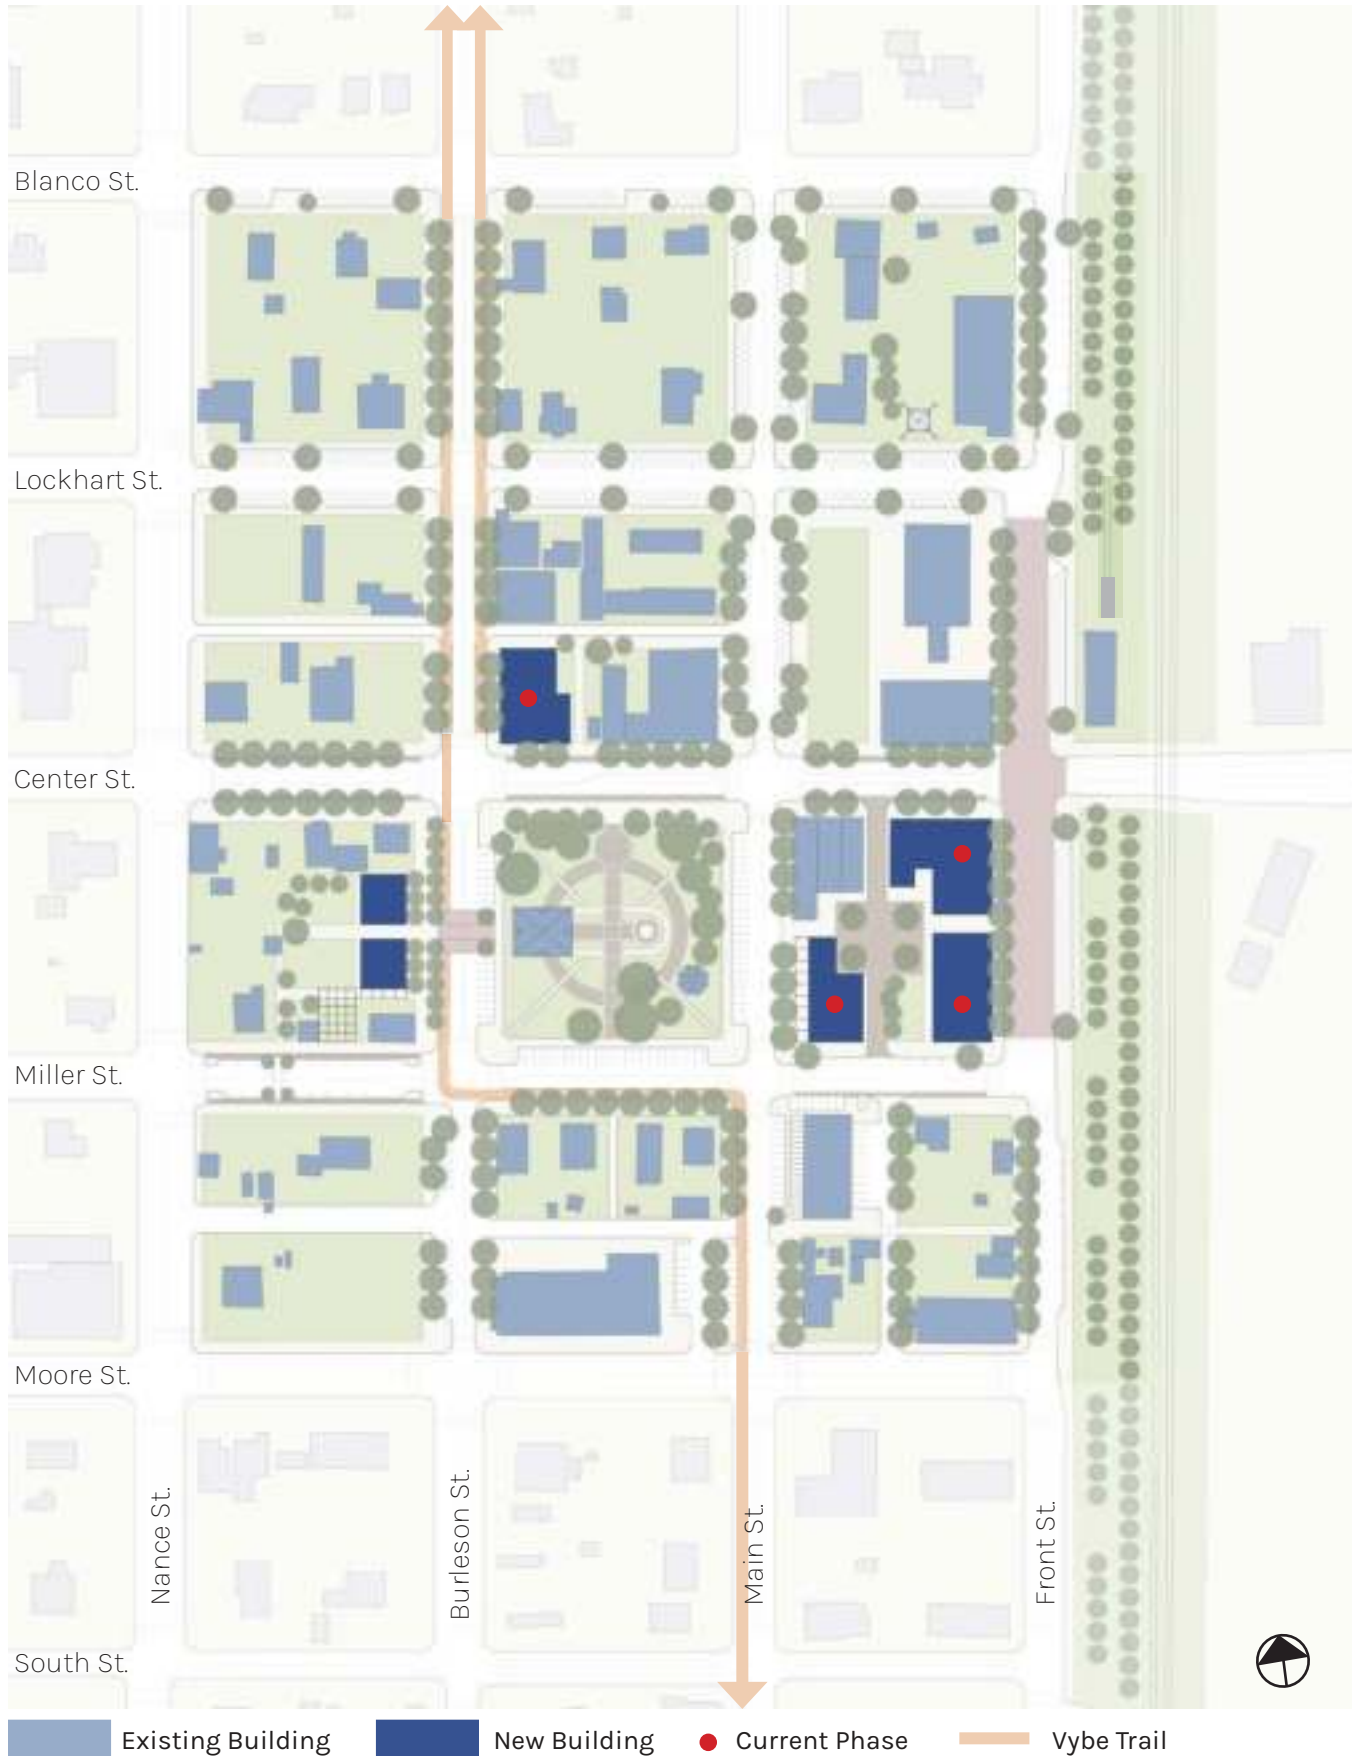 Blanco St.
Lockhart St.
Center St.
Miller St.
Moore St.
Nance St.
Burleson St.
Main St.
Front St.
South St.
Existing Building
New Building
Current Phase
Vybe Trail